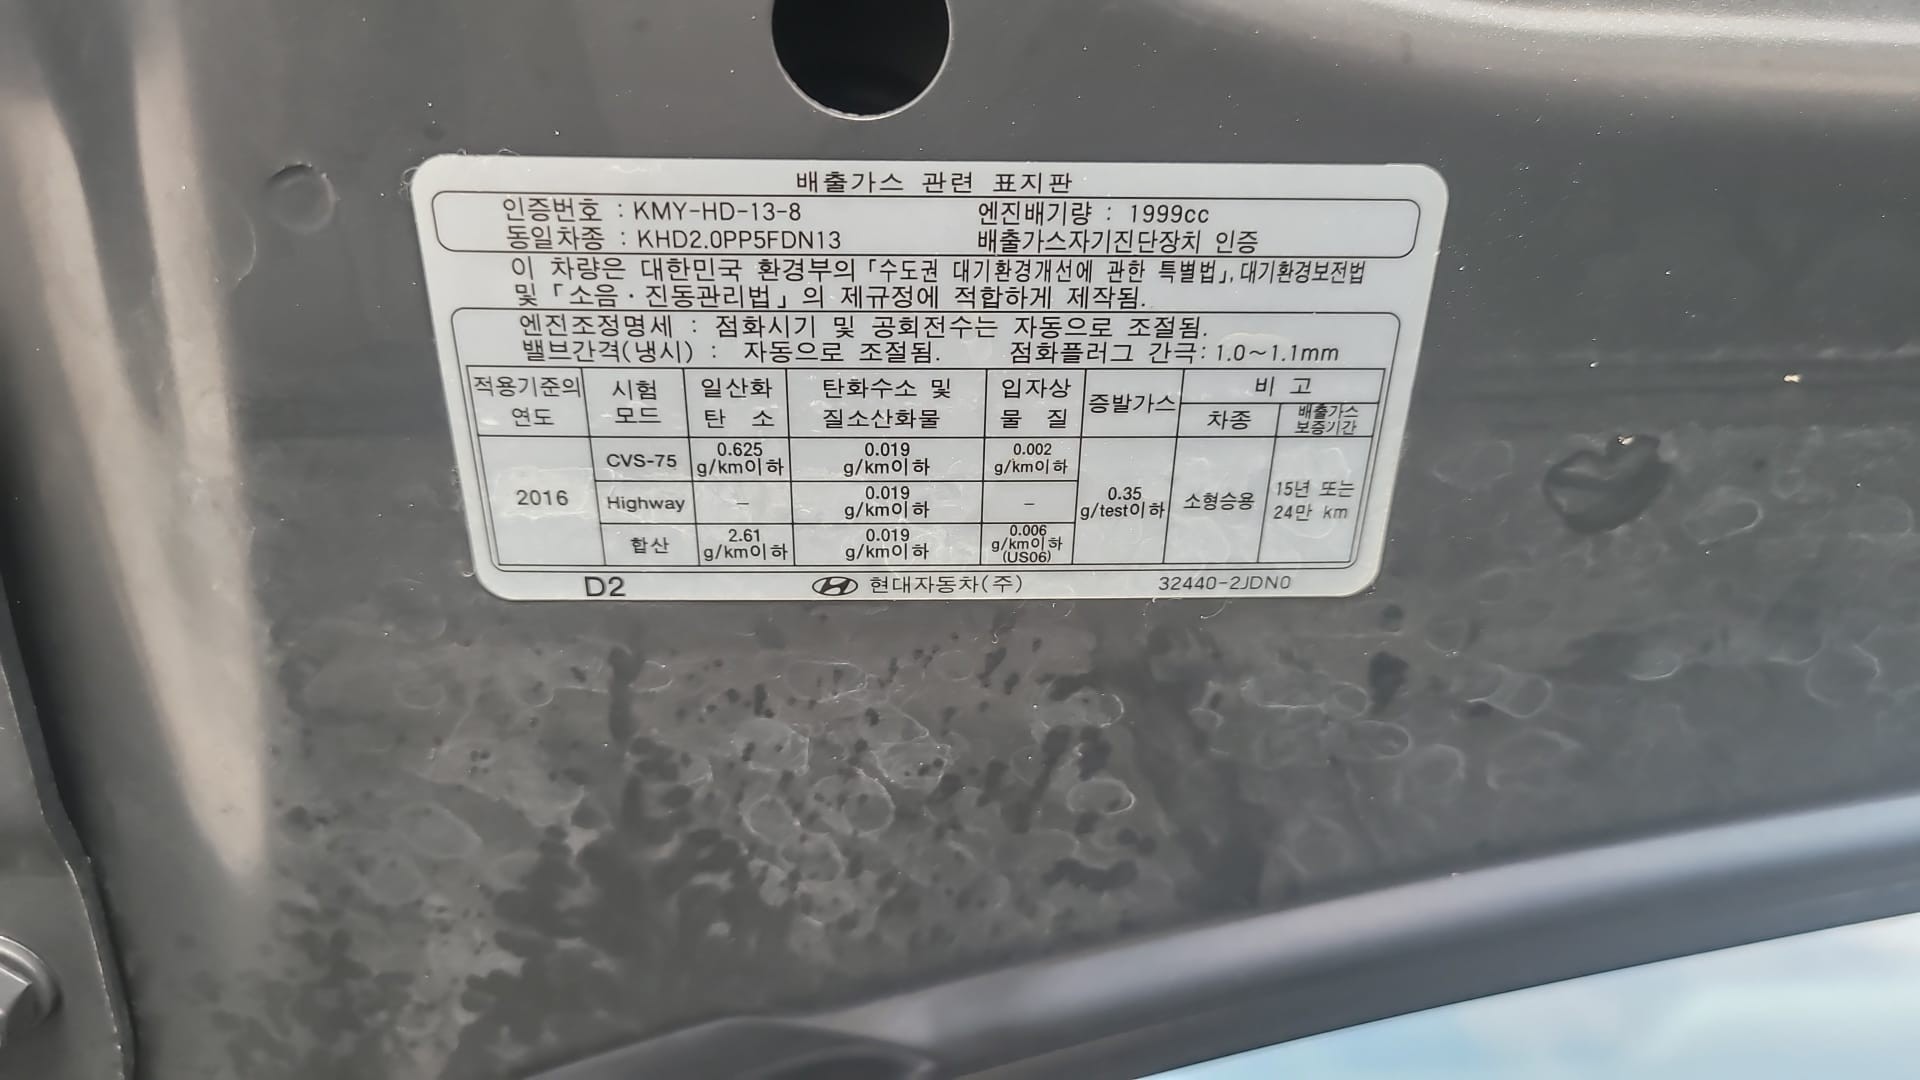 배출가스 관련 표지판
인증번호 : KMY-HD-13-8 엔진배기량 : 1999cc
동일차종 : KHD2.0PP5FDN13 배출가스자기진단장치 인증
이 차량은 대한민국 환경부의 「수도권 대기환경개선에 관한 특별법」, 대기환경보전법
및 「소음·진동관리법」의 제규정에 적합하게 제작됨.
엔진조정명세 : 점화시기 및 공회전수는 자동으로 조절됨.
밸브간격(냉시) : 자동으로 조절됨. 점화플러그 간극: 1.0~1.1mm
적용기준의 연도 시험 모드 일산화 탄 소 탄화수소 및 질소산화물 입자상 물 질 증발가스 비 고
차종 배출가스 보증기간
2016 CVS-75 0.625 g/km이하 0.019 g/km이하 0.002 g/km이하 0.35 g/test이하 소형승용 15년 또는 24만 km
Highway – 0.019 g/km이하 –
합산 2.61 g/km이하 0.019 g/km이하 0.006 g/km이하 (US06)
D2 현대자동차(주) 32440-2JDN0